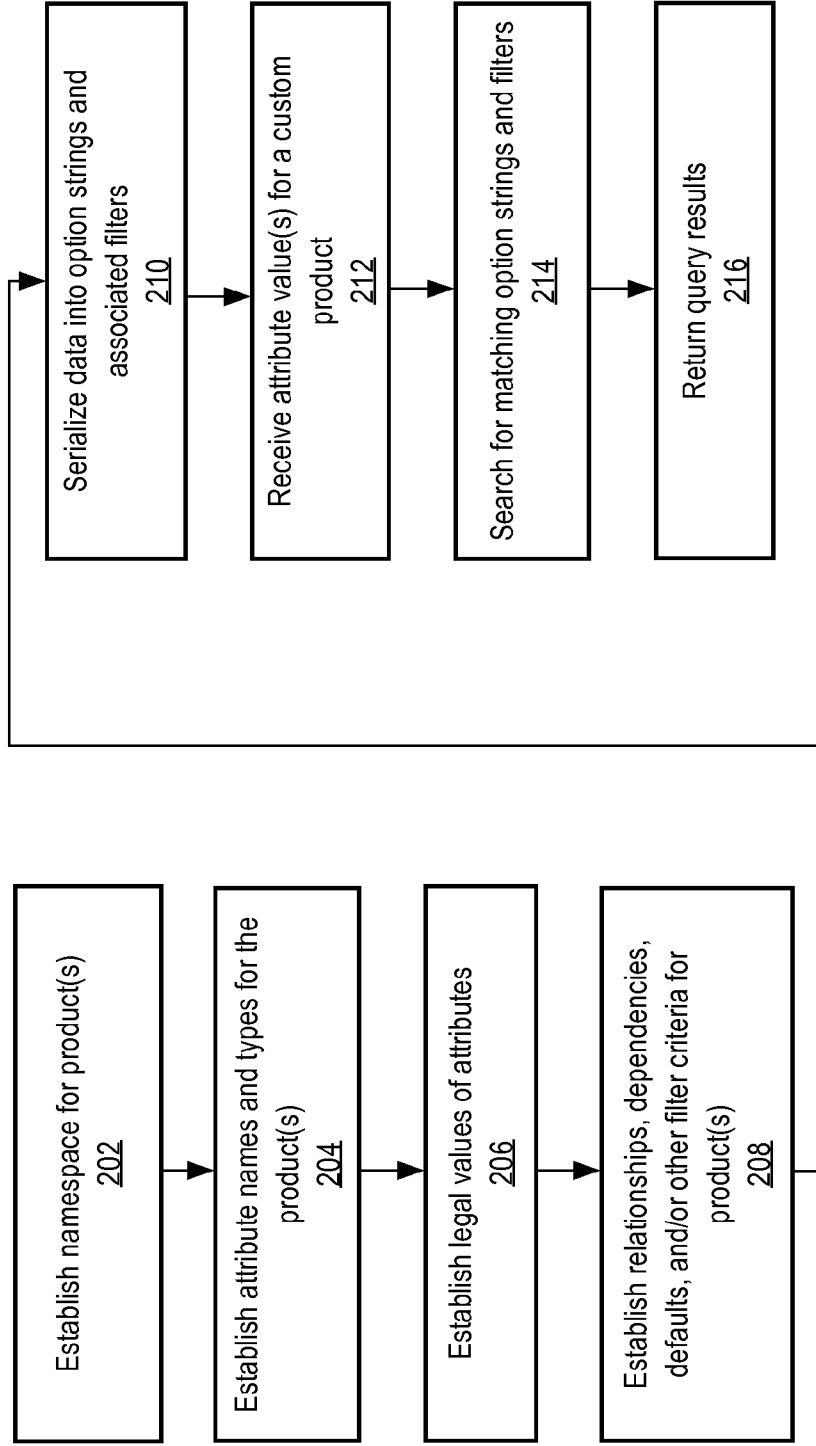 Establish namespace for product(s)
202
Establish attribute names and types for the
product(s)
204
Establish legal values of attributes
206
Establish relationships, dependencies,
defaults, and/or other filter criteria for
product(s)
208
Serialize data into option strings and
associated filters
210
Receive attribute value(s) for a custom
product
212
Search for matching option strings and filters
214
Return query results
216